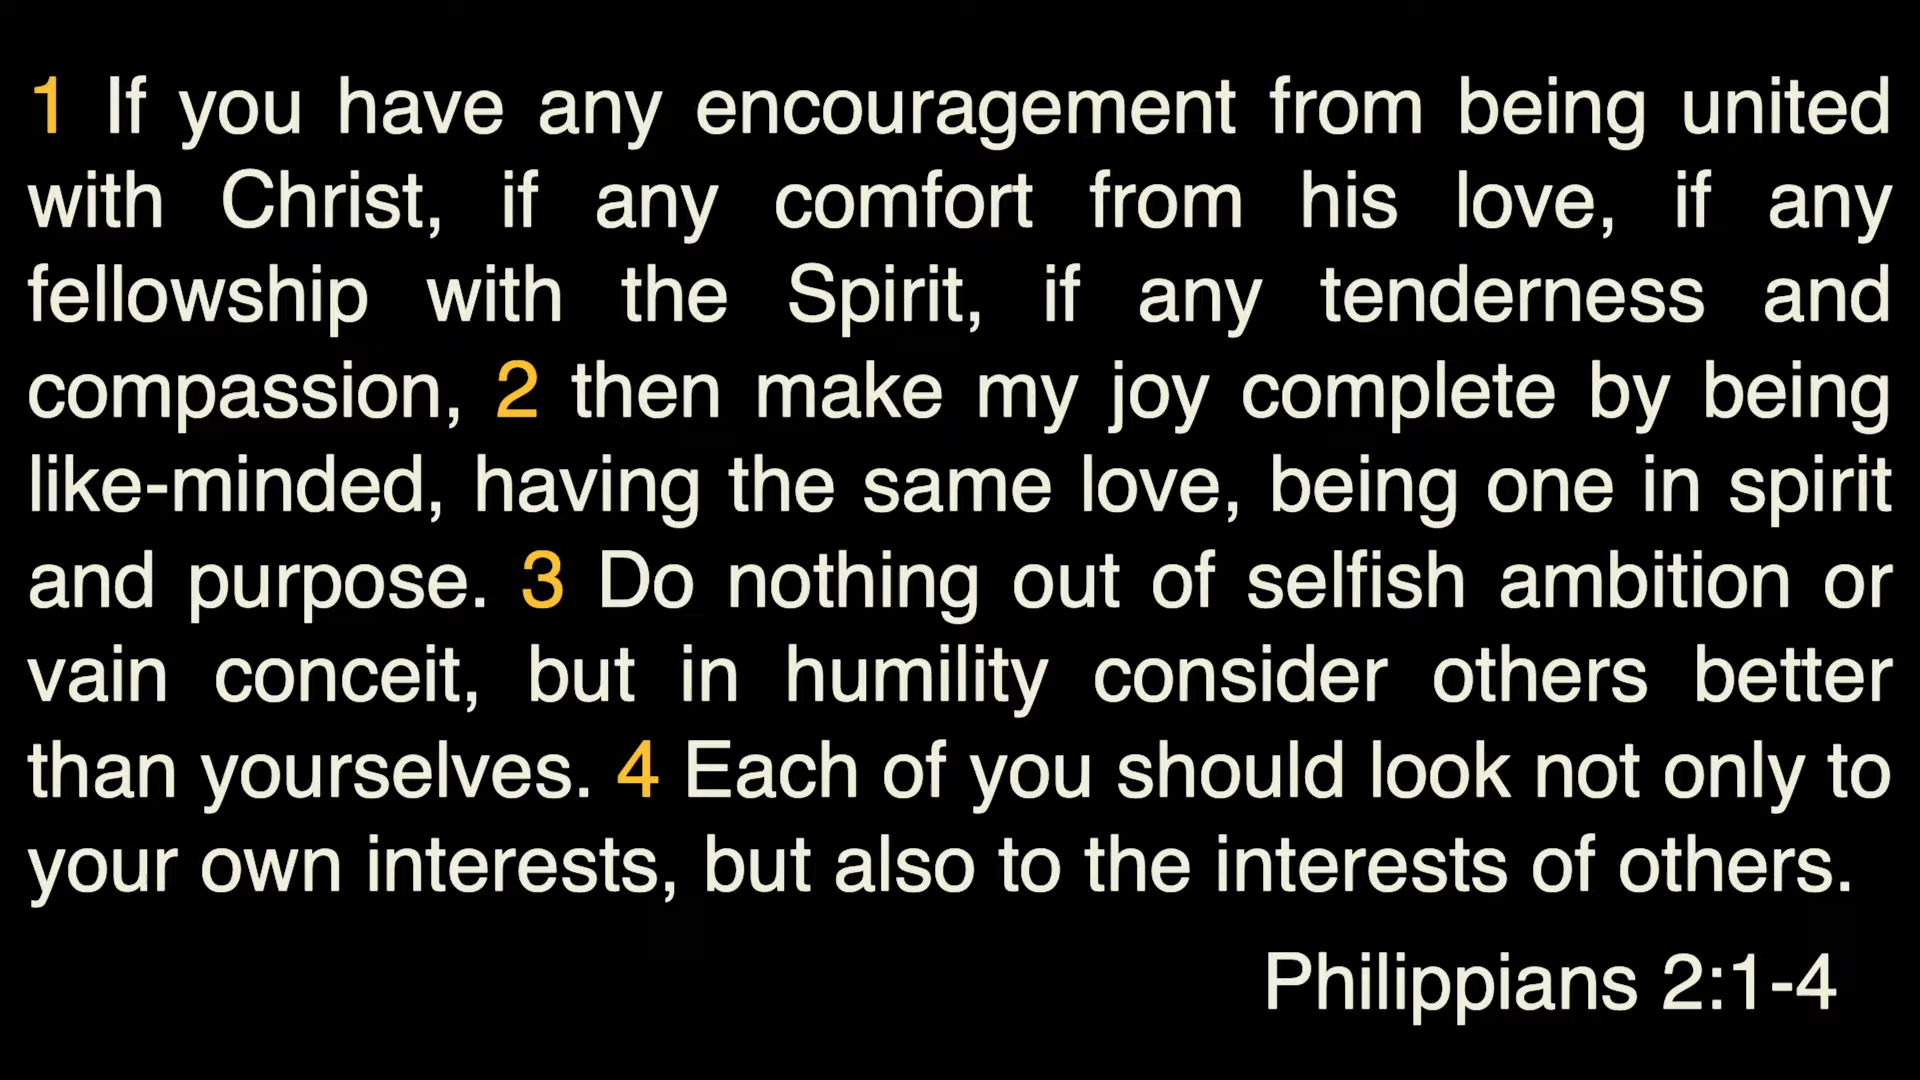 1 If you have any encouragement from being united
with Christ, if any comfort from his love, if any
fellowship with the Spirit, if any tenderness and
compassion, 2 then make my joy complete by being
like-minded, having the same love, being one in spirit
and purpose. 3 Do nothing out of selfish ambition or
vain conceit, but in humility consider others better
than yourselves. 4 Each of you should look not only to
your own interests, but also to the interests of others.
Philippians 2:1-4